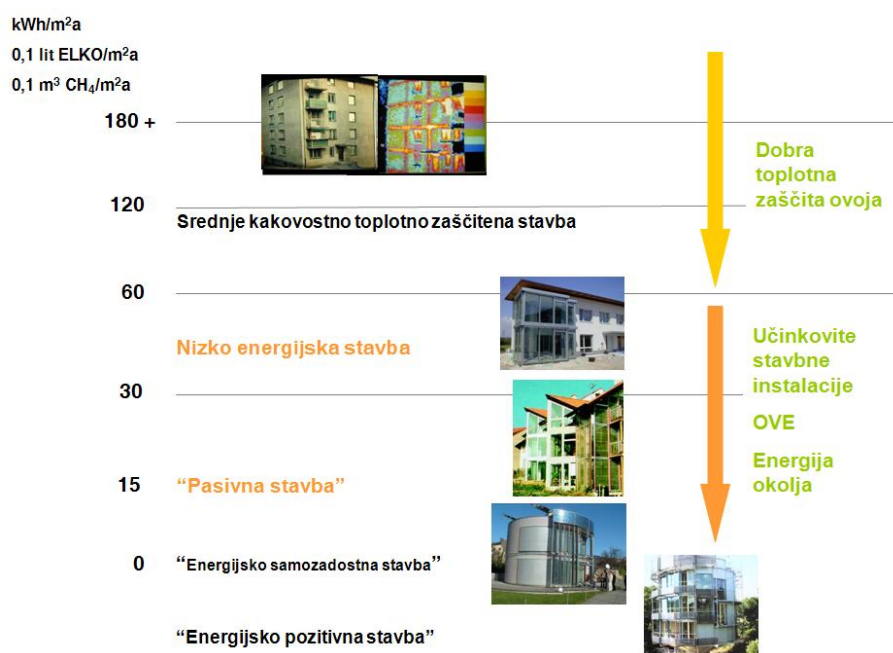 kWh/m²a
0,1 lit ELKO/m²a
0,1 m³ CH₄/m²a
180 +
Dobra
toplotna
zaščita ovoja
120
Srednje kakovostno toplotno zaščitena stavba
60
Nizko energijska stavba
Učinkovite
stavbne
instalacije
30
OVE
Energija
okolja
15
“Pasivna stavba”
0
“Energijsko samozadostna stavba”
“Energijsko pozitivna stavba”